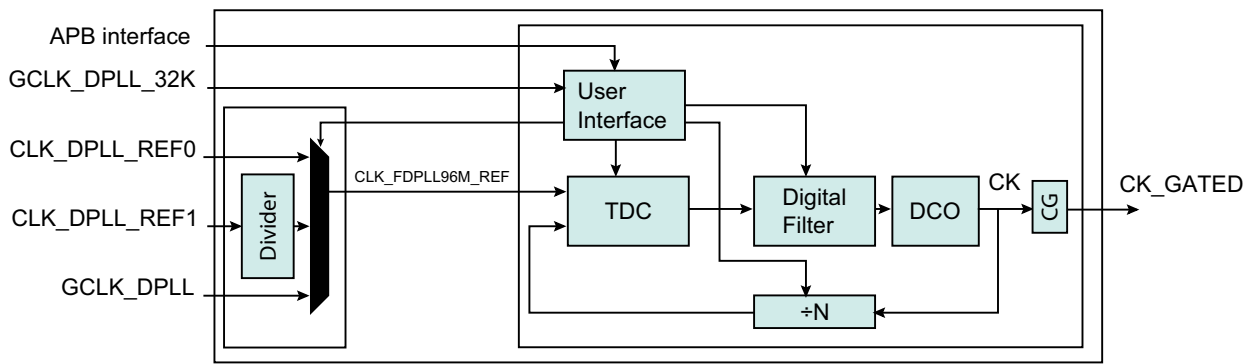 APB interface
GCLK_DPLL_32K
CLK_DPLL_REF0
CLK_DPLL_REF1
GCLK_DPLL
Divider
User
Interface
CLK_FDPLL96M_REF
TDC
Digital
Filter
DCO
CK
CG
CK_GATED
÷N